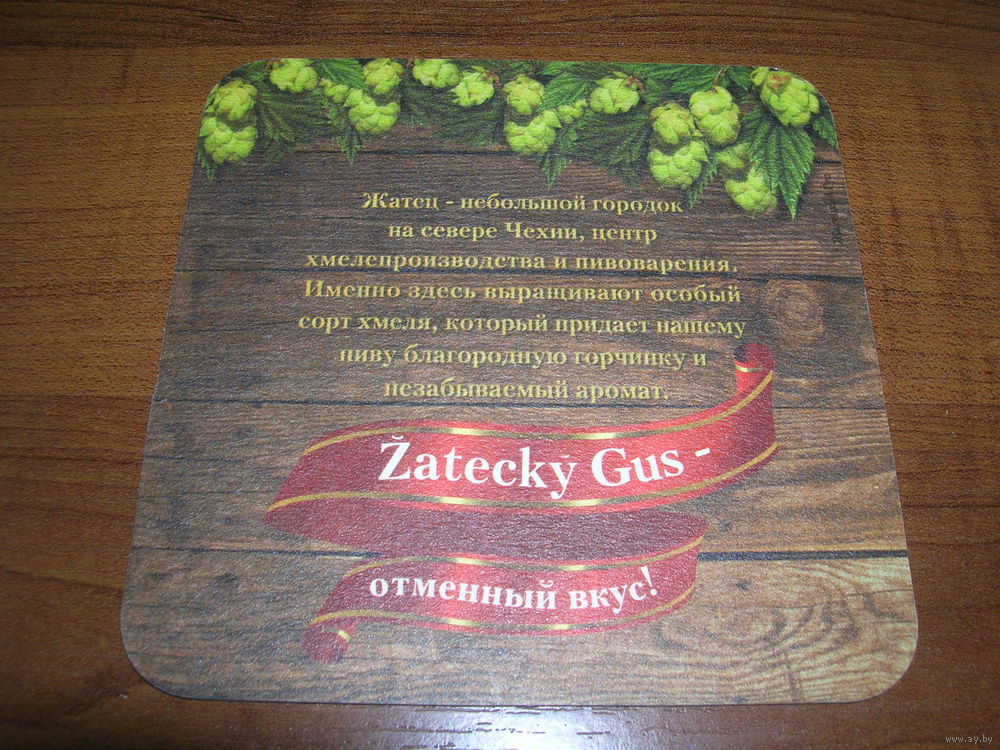 Жатец - небольшой городок
на севере Чехии, центр
хмелепроизводства и пивоварения.
Именно здесь выращивают особый
сорт хмеля, который придает нашему
пиву благородную горчинку и
незабываемый аромат.
Žatecký Gus -
отменный вкус!
www.ay.by